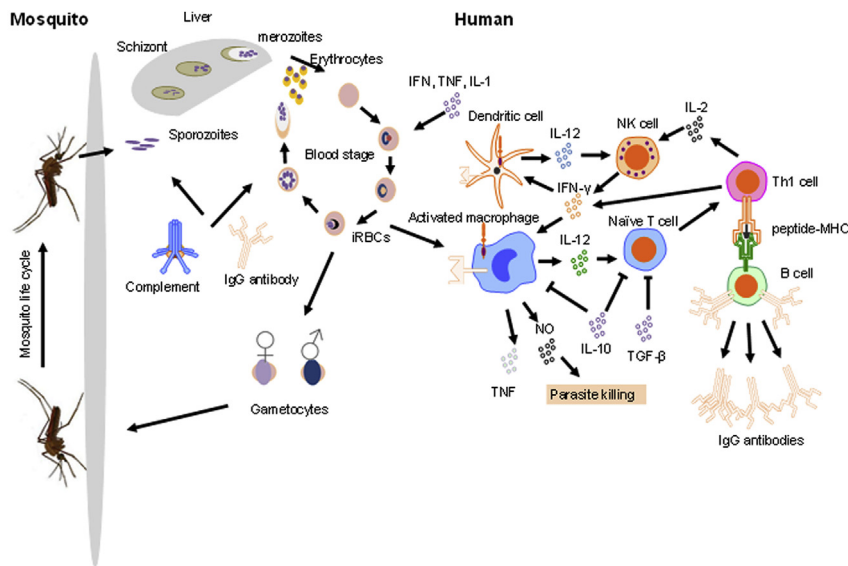 Mosquito
Liver
Human
Schizont
merozoites
Erythrocytes
IFN, TNF, IL-1
Dendritic cell
IL-12
NK cell
IL-2
Sporozoites
Blood stage
IFN-γ
Th1 cell
Activated macrophage
Naïve T cell
iRBCs
IL-12
peptide-MHC
Complement
IgG antibody
B cell
Mosquito life cycle
NO
IL-10
TGF-β
TNF
Parasite killing
Gametocytes
IgG antibodies